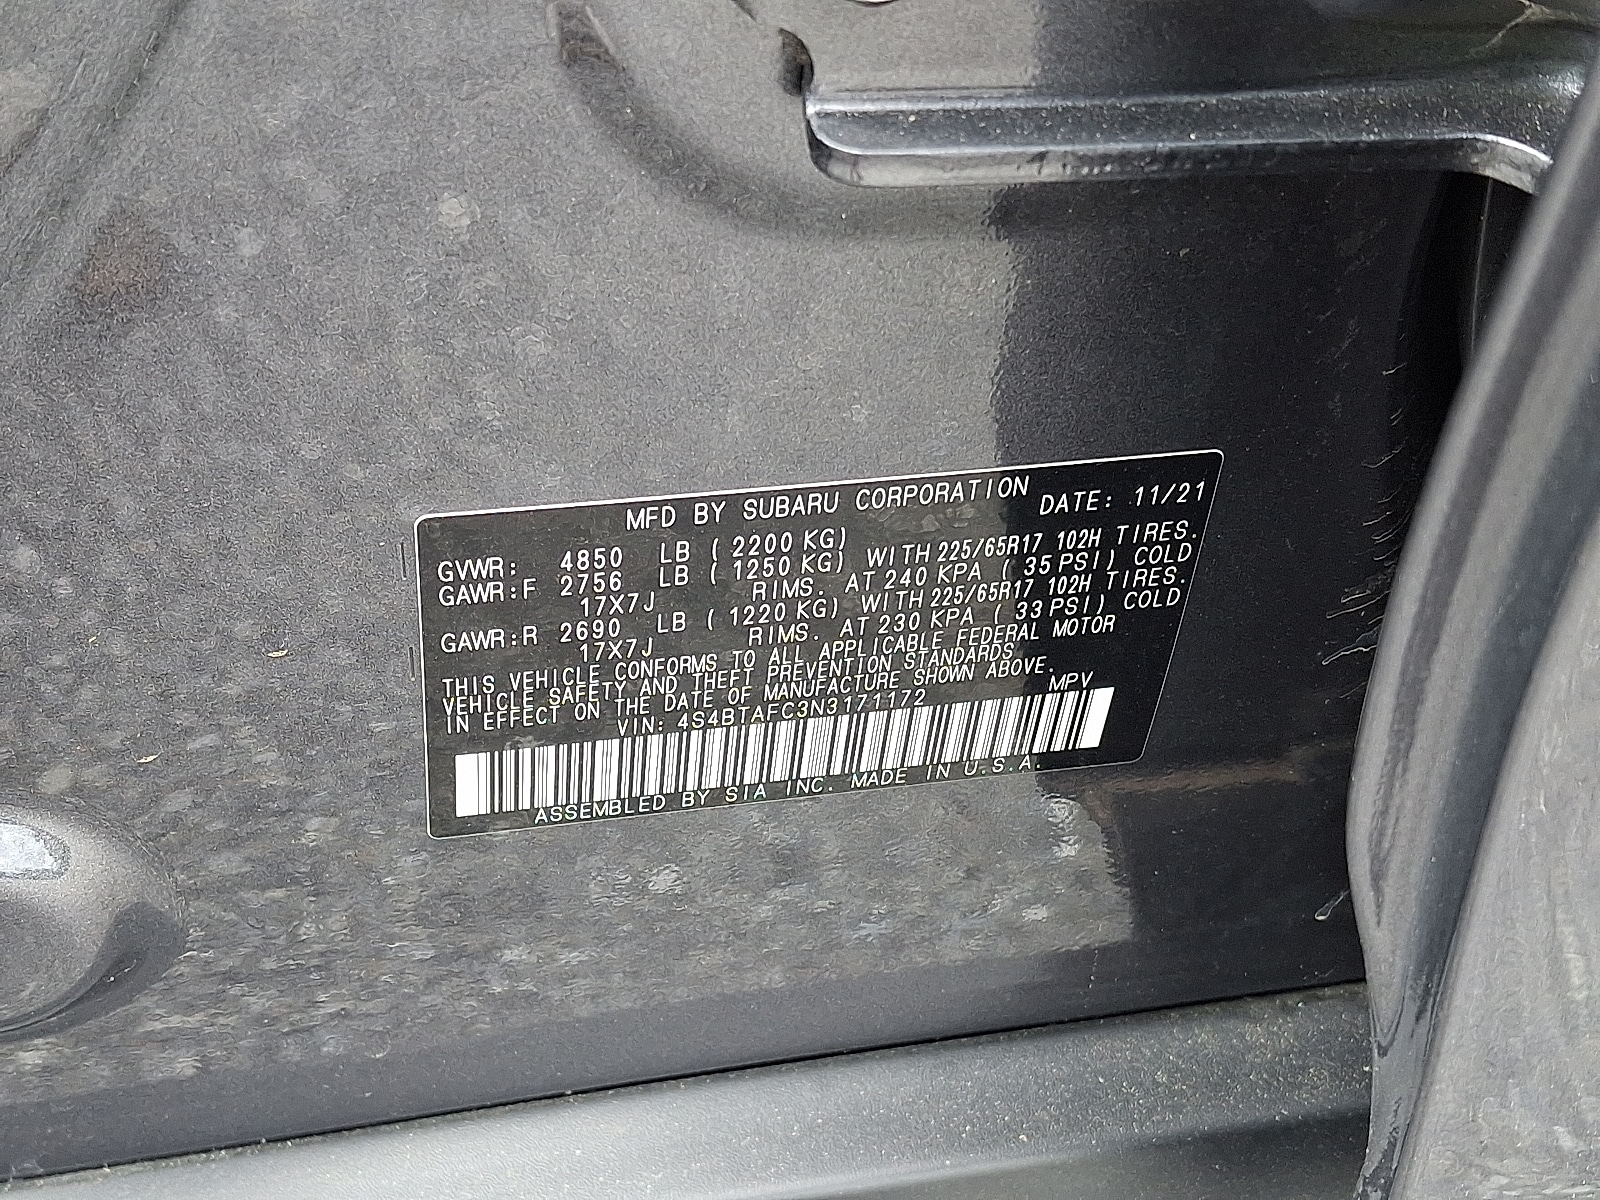 MFD BY SUBARU CORPORATION DATE: 11/21
GVWR: 4850 LB ( 2200 KG)
GAWR:F 2756 LB ( 1250 KG) WITH 225/65R17 102H TIRES.
17X7J RIMS. AT 240 KPA ( 35 PSI) COLD
GAWR:R 2690 LB ( 1220 KG) WITH 225/65R17 102H TIRES.
17X7J RIMS. AT 230 KPA ( 33 PSI) COLD
THIS VEHICLE CONFORMS TO ALL APPLICABLE FEDERAL MOTOR
VEHICLE SAFETY AND THEFT PREVENTION STANDARDS
IN EFFECT ON THE DATE OF MANUFACTURE SHOWN ABOVE.
VIN: 4S4BTAFC3N3171172 MPV
ASSEMBLED BY SIA INC. MADE IN U.S.A.